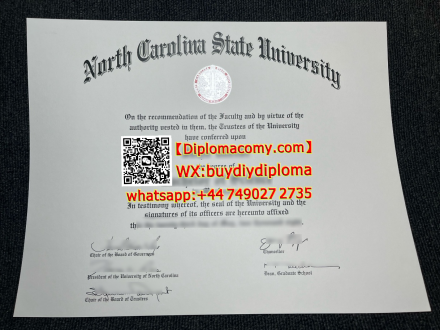 North Carolina State University
On the recommendation of the Faculty and by virtue of the
authority vested in them, the Trustees of the University
have conferred upon
【Diplomacomy.com】
degree of
WX:buydiydiploma
whatsapp:+44 749027 2735
In testimony whereof, the seal of the University and the
signatures of its officers are hereunto affixed
Chair of the Board of Governors
Chancellor
President of the University of North Carolina
Dean, Graduate School
Chair of the Board of Trustees